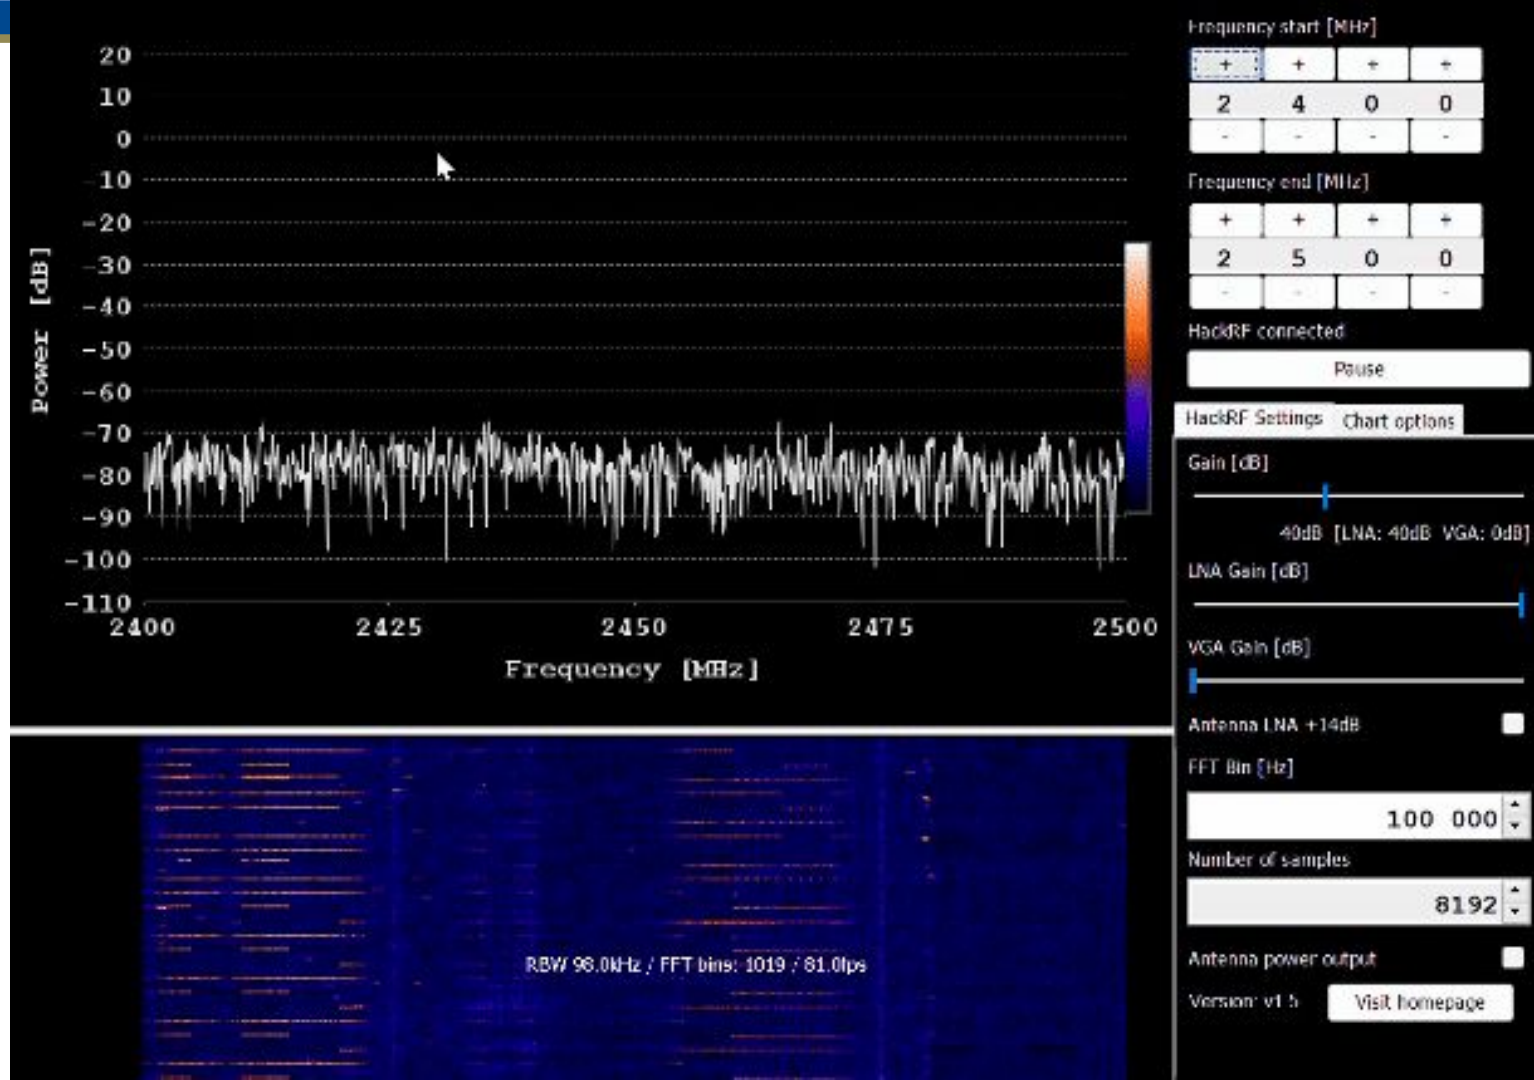 20
10
0
-10
-20
-30
-40
-50
-60
-70
-80
-90
-100
-110
Power [dB]
2400 2425 2450 2475 2500
Frequency [MHz]
RBW 98.0kHz / FFT bins: 1019 / 81.0fps
Frequency start [MHz]
+ + + +
2 4 0 0
- - - -
Frequency end [MHz]
+ + + +
2 5 0 0
- - - -
HackRF connected
Pause
HackRF Settings Chart options
Gain [dB]
40dB [LNA: 40dB VGA: 0dB]
LNA Gain [dB]
VGA Gain [dB]
Antenna LNA +14dB
FFT Bin [Hz]
100 000
Number of samples
8192
Antenna power output
Version: v1.5 Visit homepage